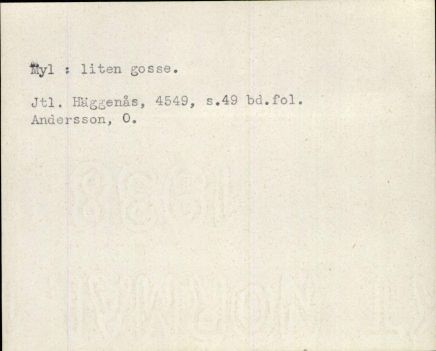 Myl : liten gosse.
Jtl. Häggenås, 4549, s.49 bd.fol.
Andersson, O.